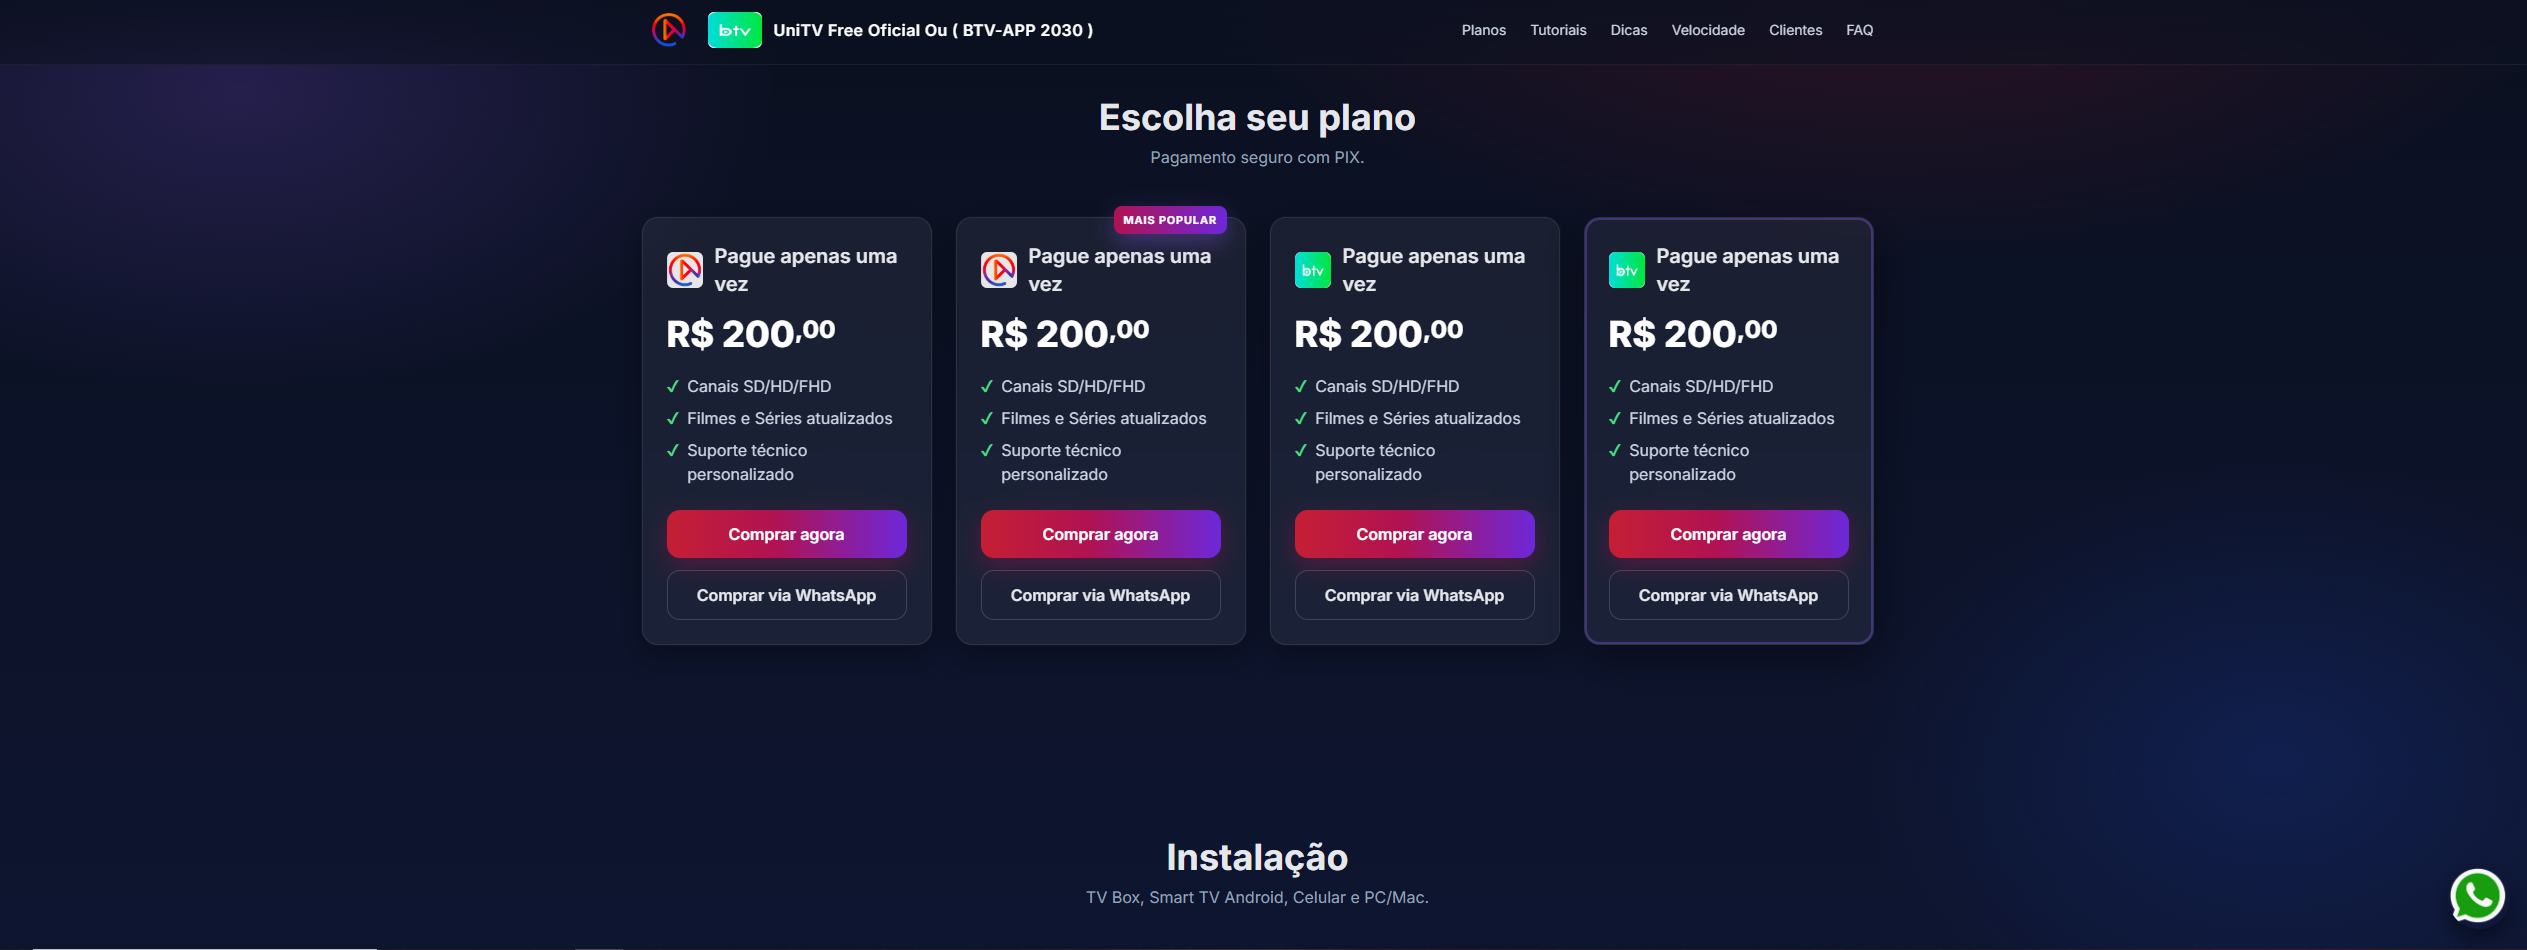 btv
UniTV Free Oficial Ou ( BTV-APP 2030 )
Planos
Tutoriais
Dicas
Velocidade
Clientes
FAQ
Escolha seu plano
Pagamento seguro com PIX.
Pague apenas uma
vez
R$ 200,00
✓ Canais SD/HD/FHD
✓ Filmes e Séries atualizados
✓ Suporte técnico
personalizado
Comprar agora
Comprar via WhatsApp
MAIS POPULAR
Pague apenas uma
vez
R$ 200,00
✓ Canais SD/HD/FHD
✓ Filmes e Séries atualizados
✓ Suporte técnico
personalizado
Comprar agora
Comprar via WhatsApp
btv
Pague apenas uma
vez
R$ 200,00
✓ Canais SD/HD/FHD
✓ Filmes e Séries atualizados
✓ Suporte técnico
personalizado
Comprar agora
Comprar via WhatsApp
btv
Pague apenas uma
vez
R$ 200,00
✓ Canais SD/HD/FHD
✓ Filmes e Séries atualizados
✓ Suporte técnico
personalizado
Comprar agora
Comprar via WhatsApp
Instalação
TV Box, Smart TV Android, Celular e PC/Mac.